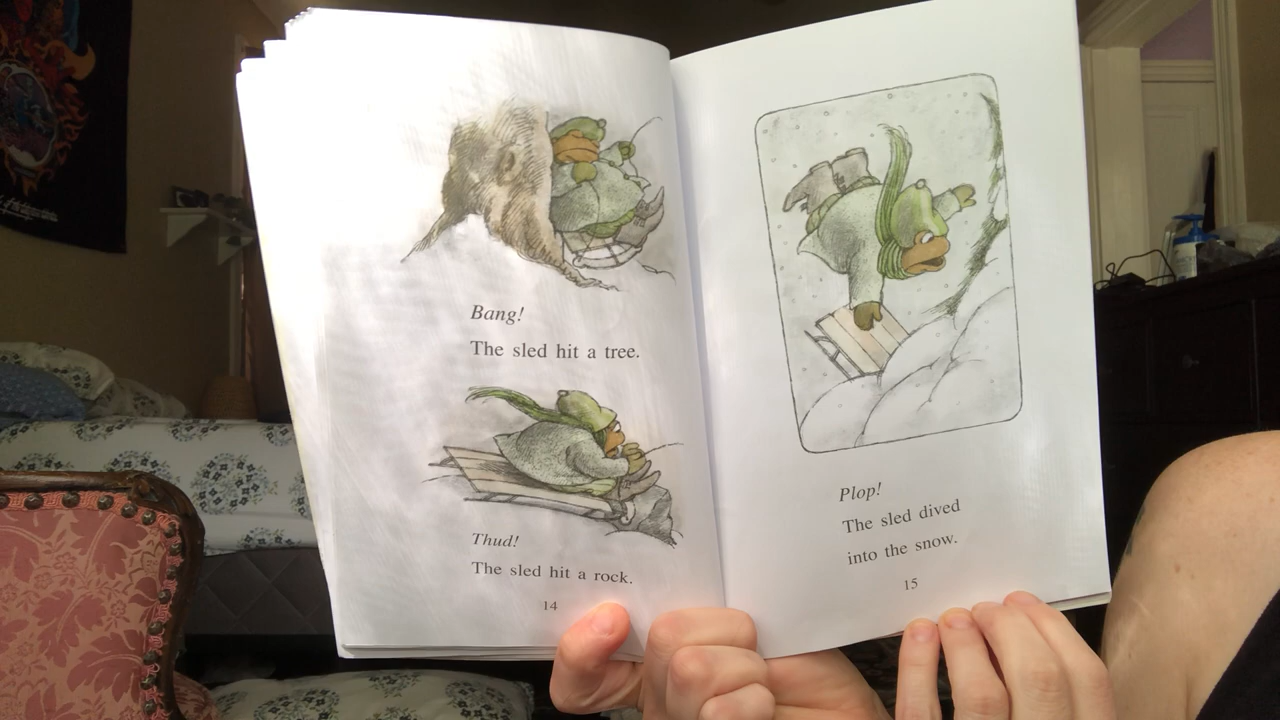 Bang!
The sled hit a tree.
Thud!
The sled hit a rock.
14
Plop!
The sled dived
into the snow.
15